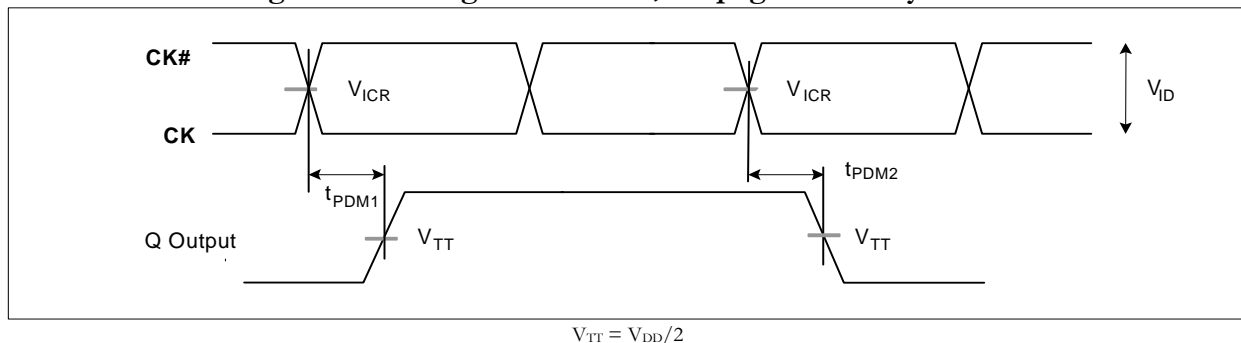 CK#
V_ICR
V_ICR
V_ID
CK
t_PDM1
t_PDM2
Q Output
V_TT
V_TT
V_TT = V_DD/2